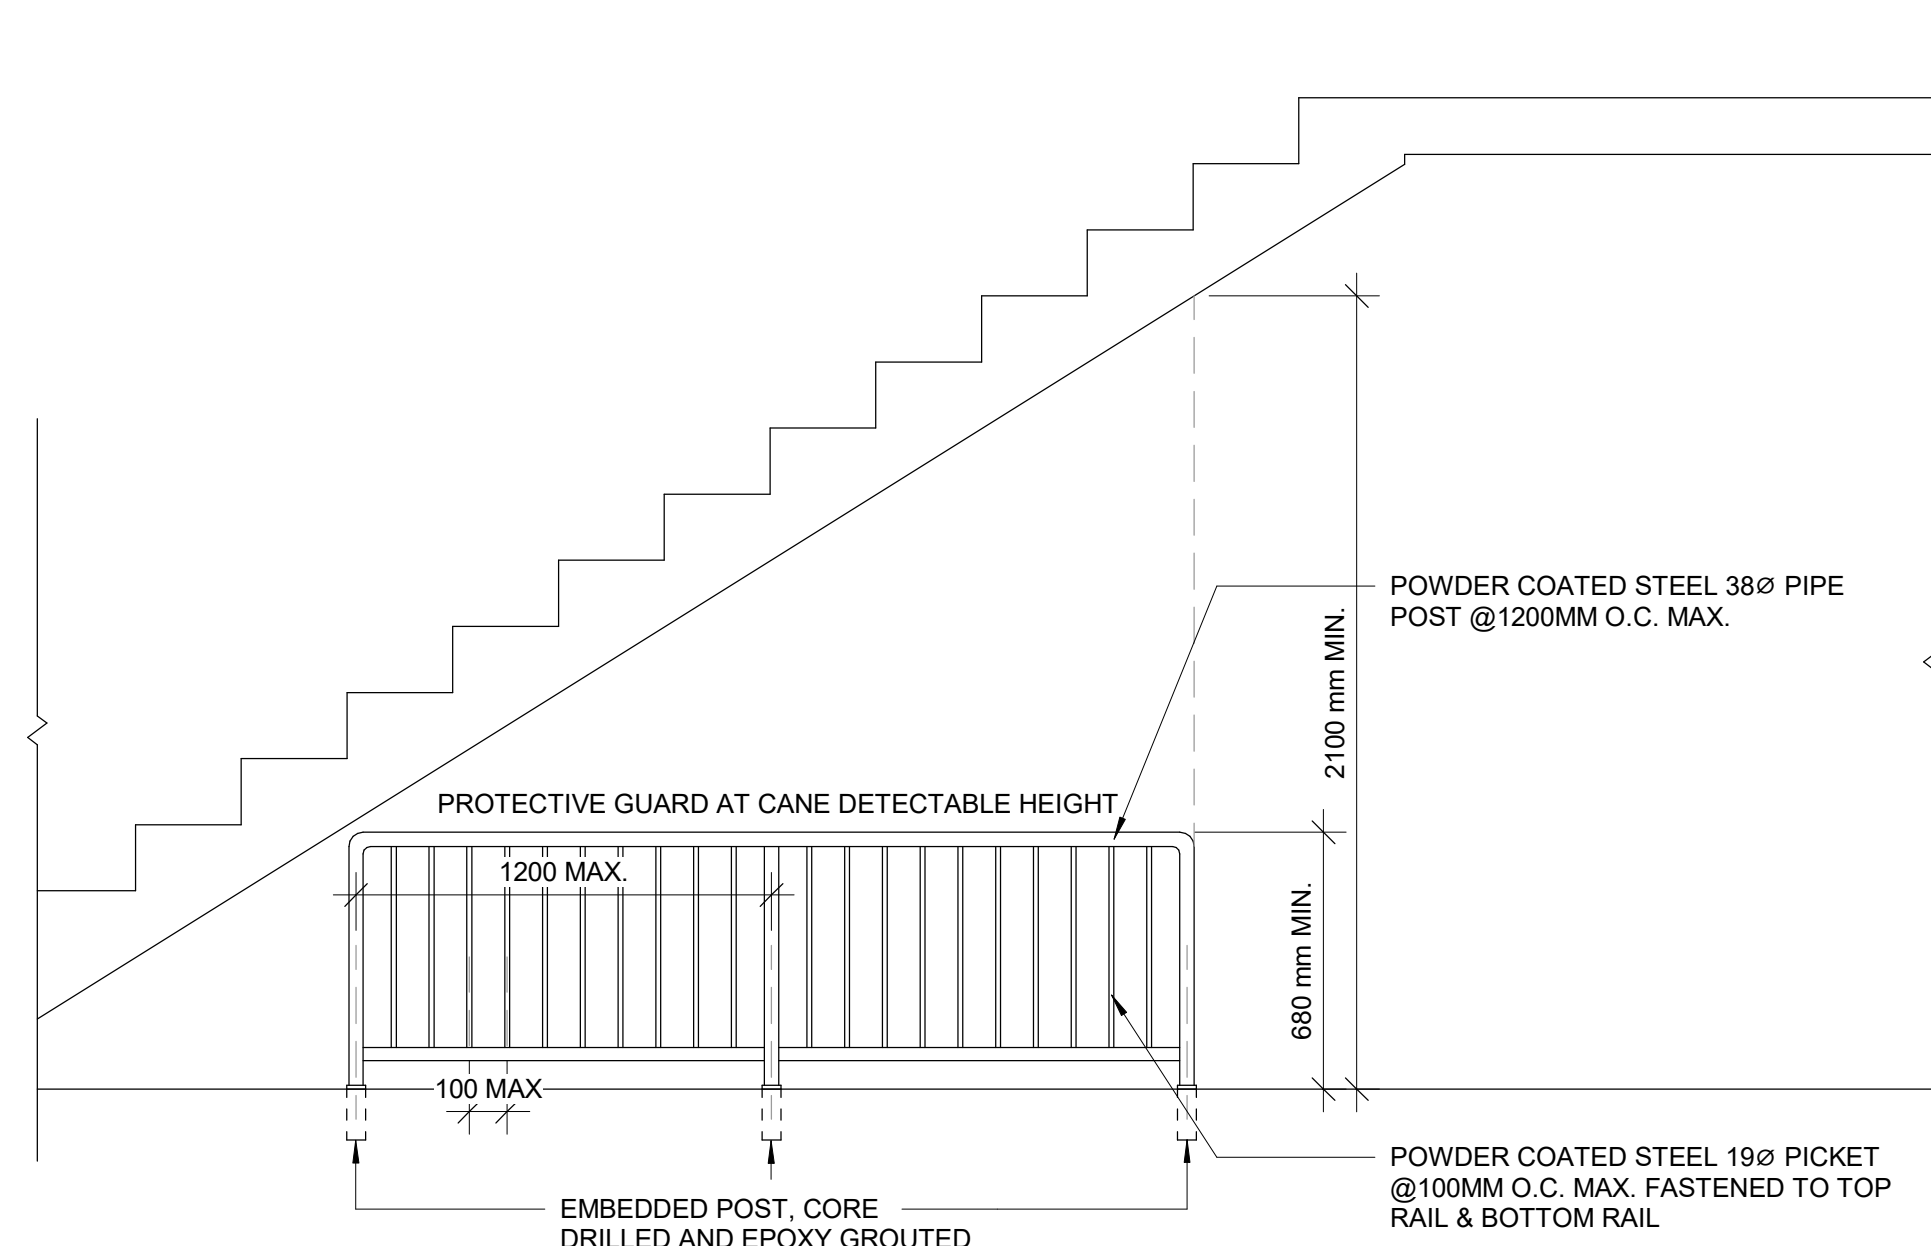 POWDER COATED STEEL 38∅ PIPE
POST @1200MM O.C. MAX.
2100 mm MIN.
PROTECTIVE GUARD AT CANE DETECTABLE HEIGHT
1200 MAX.
680 mm MIN.
100 MAX
POWDER COATED STEEL 19∅ PICKET
@100MM O.C. MAX. FASTENED TO TOP
RAIL & BOTTOM RAIL
EMBEDDED POST, CORE
DRILLED AND EPOXY GROUTED